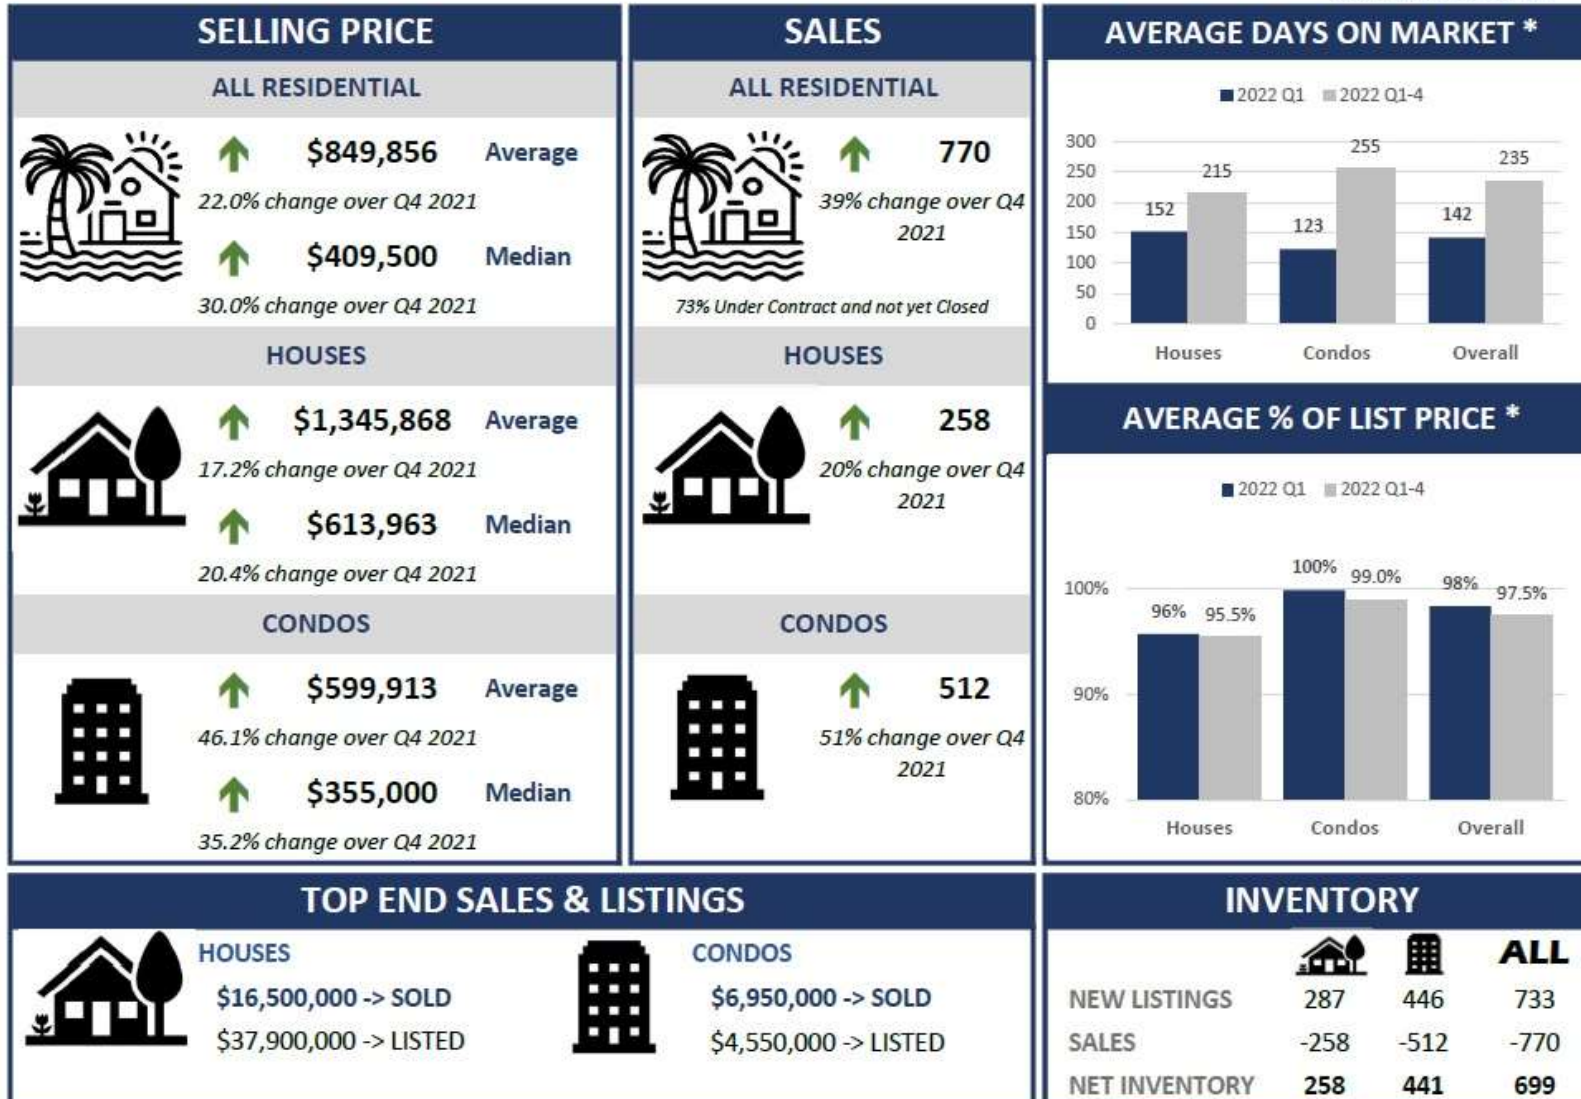 SELLING PRICE
ALL RESIDENTIAL
$849,856 Average
22.0% change over Q4 2021
$409,500 Median
30.0% change over Q4 2021
HOUSES
$1,345,868 Average
17.2% change over Q4 2021
$613,963 Median
20.4% change over Q4 2021
CONDOS
$599,913 Average
46.1% change over Q4 2021
$355,000 Median
35.2% change over Q4 2021
SALES
ALL RESIDENTIAL
770
39% change over Q4
2021
73% Under Contract and not yet Closed
HOUSES
258
20% change over Q4
2021
CONDOS
512
51% change over Q4
2021
AVERAGE DAYS ON MARKET *
2022 Q1 2022 Q1-4
300
250
200
150
100
50
0
152 215
123 255
142 235
Houses Condos Overall
AVERAGE % OF LIST PRICE *
2022 Q1 2022 Q1-4
100%
90%
80%
96% 95.5%
100% 99.0%
98% 97.5%
Houses Condos Overall
TOP END SALES & LISTINGS
HOUSES
$16,500,000 -> SOLD
$37,900,000 -> LISTED
CONDOS
$6,950,000 -> SOLD
$4,550,000 -> LISTED
INVENTORY
ALL
NEW LISTINGS 287 446 733
SALES -258 -512 -770
NET INVENTORY 258 441 699